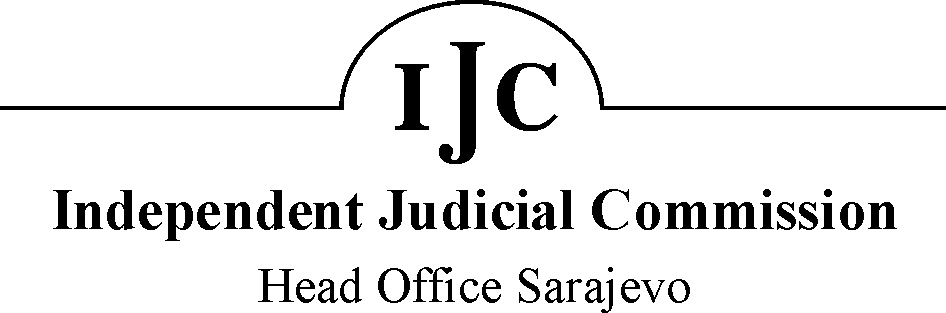 IJC
Independent Judicial Commission
Head Office Sarajevo